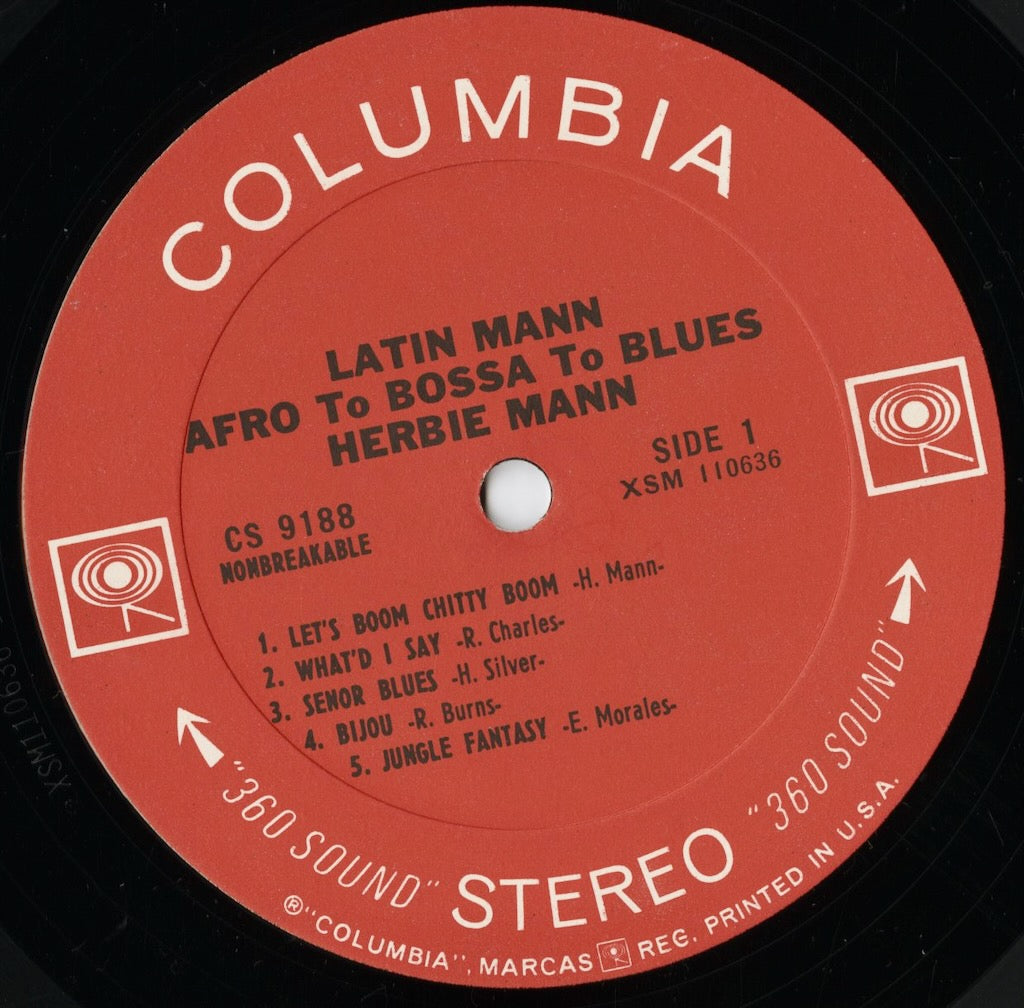 COLUMBIA
LATIN MANN
AFRO To BOSSA To BLUES
HERBIE MANN
SIDE 1
XSM 110636
CS 9188
NONBREAKABLE
1. LET'S BOOM CHITTY BOOM -H. Mann-
2. WHAT'D I SAY -R. Charles-
3. SENOR BLUES -H. Silver-
4. BIJOU -R. Burns-
5. JUNGLE FANTASY -E. Morales-
"360 SOUND" STEREO "360 SOUND"
® "COLUMBIA", MARCAS REG. PRINTED IN U.S.A.